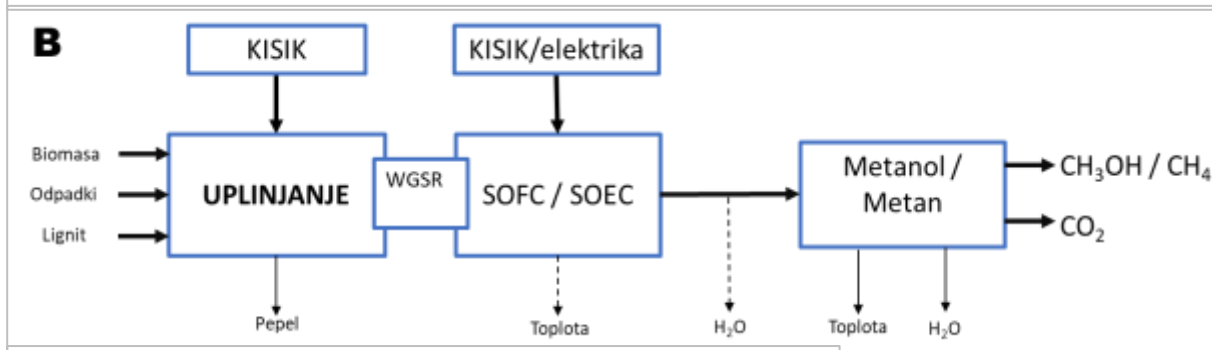 B
KISIK
KISIK/elektrika
Biomasa
Odpadki
Lignit
UPLINJANJE
WGSR
SOFC / SOEC
Metanol /
Metan
CH₃OH / CH₄
CO₂
Pepel
Toplota
H₂O
Toplota
H₂O